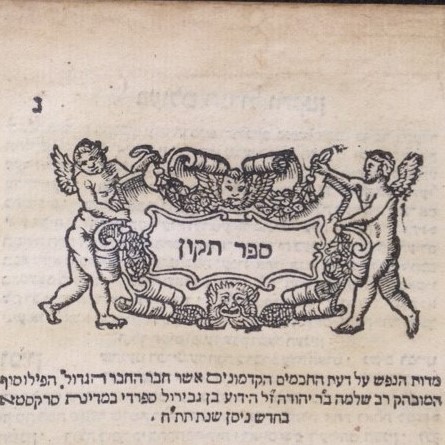 נ
ספר תקון
מדות הנפש על דעת החכמים הקדמונים אשר חבר החבר הגדול, הפילוסוף
המובהק רב שלמה ב״ר יהודה ז״ל הידוע בן גבירול ספרדי במדינת סרקסטא
בחדש ניסן שנת תת״ח .